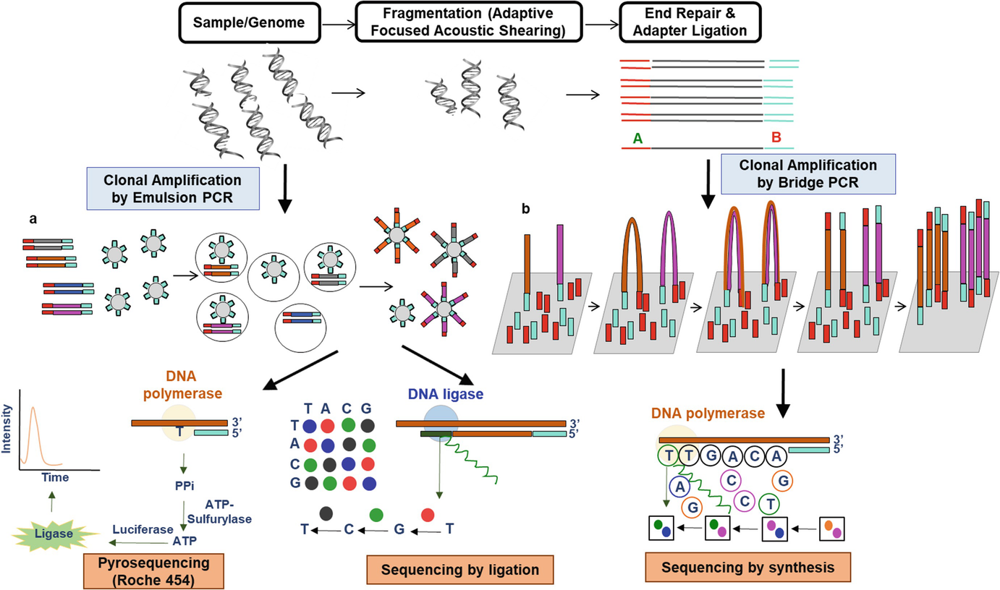 Sample/Genome
Fragmentation (Adaptive
Focused Acoustic Shearing)
End Repair &
Adapter Ligation
A
B
Clonal Amplification
by Emulsion PCR
Clonal Amplification
by Bridge PCR
a
b
DNA
polymerase
T
3’
5’
Intensity
Time
PPi
ATP-
Sulfurylase
Luciferase
ATP
Ligase
Pyrosequencing
(Roche 454)
T A C G
T
A
C
G
DNA ligase
3’
5’
T C G T
Sequencing by ligation
DNA polymerase
3’
5’
T T G A C A
A
C
G
G
C
T
Sequencing by synthesis